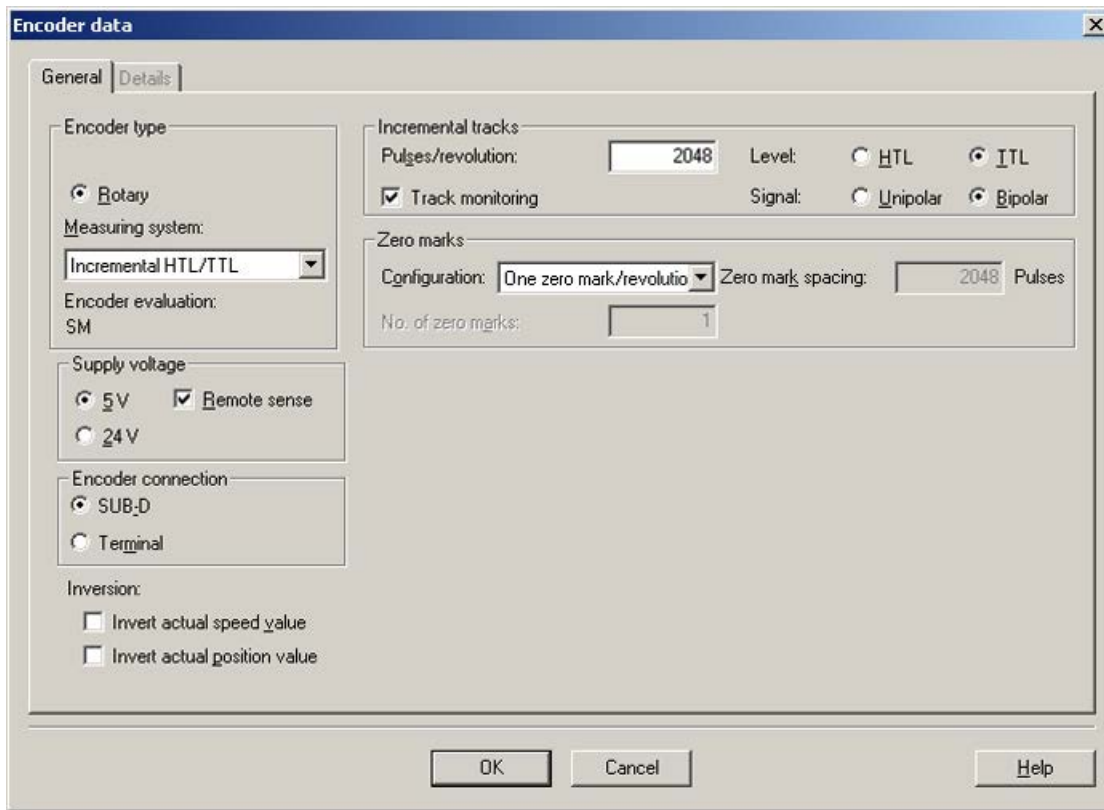 Encoder data
General Details
Encoder type
Rotary
Measuring system:
Incremental HTL/TTL
Encoder evaluation:
SM
Supply voltage
5 V Remote sense
24 V
Encoder connection
SUB-D
Terminal
Inversion:
Invert actual speed value
Invert actual position value
Incremental tracks
Pulses/revolution: 2048 Level: HTL TTL
Track monitoring Signal: Unipolar Bipolar
Zero marks
Configuration: One zero mark/revolutio Zero mark spacing: 2048 Pulses
No. of zero marks: 1
OK Cancel Help